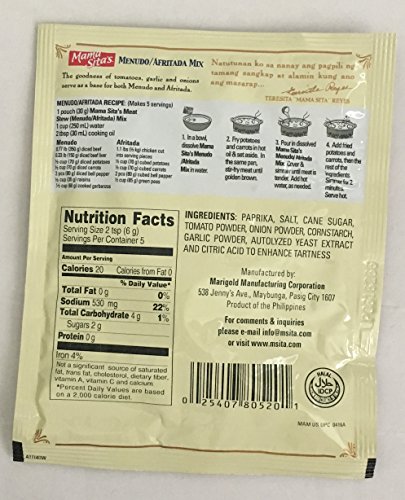 Mama
Sita's
MENUDO/AFRITADA MIX
The goodness of tomatoes, garlic and onions
serve as a base for both Menudo and Afritada.
Natutunan ko sa nanay ang pagpili ng
tamang sangkap at alamin kung ano
ang mararap...
Teresita Reyes
TERESITA "MAMA SITA" REYES
MENUDO/AFRITADA RECIPE: (Makes 5 servings)
1 pouch (30 g) Mama Sita's Meat
Stew (Menudo/Afritada) Mix
1 cup (250 mL) water
2 tbsp (30 mL) cooking oil
Menudo
Afritada
1. In a bowl,
dissolve Mama
Sita's Menudo/
Afritada
Mix in water.
2. Fry potatoes
and carrots in hot
oil & set aside. In
the same pan,
stir-fry meat until
golden brown.
3. Pour in dissolved
Mama Sita's
Menudo/Afritada
Mix. Cover &
simmer until meat is
tender. Add hot
water, as needed.
4. Add fried
potatoes and
carrots, then the
rest of the
ingredients.
Simmer for 2
minutes.
Serve hot.
Nutrition Facts
Serving Size 2 tsp (6 g)
Servings Per Container 5
Amount Per Serving
Calories 20 Calories from Fat 0
% Daily Value*
Total Fat 0 g 0%
Sodium 530 mg 22%
Total Carbohydrate 4 g 1%
Sugars 2 g
Protein 0 g
Iron 4%
Not a significant source of saturated
fat, trans fat, cholesterol, dietary fiber,
vitamin A, vitamin C and calcium.
*Percent Daily Values are based on
a 2,000 calorie diet.
INGREDIENTS: PAPRIKA, SALT, CANE SUGAR,
TOMATO POWDER, ONION POWDER, CORNSTARCH,
GARLIC POWDER, AUTOLYZED YEAST EXTRACT
AND CITRIC ACID TO ENHANCE TARTNESS
Manufactured by:
Marigold Manufacturing Corporation
538 Jenny's Ave., Maybunga, Pasig City 1607
Product of the Philippines
For comments & inquiries
please e-mail info@msita.com
or visit www.msita.com
0 25407 80520 1
HALAL
حلال
IDCP